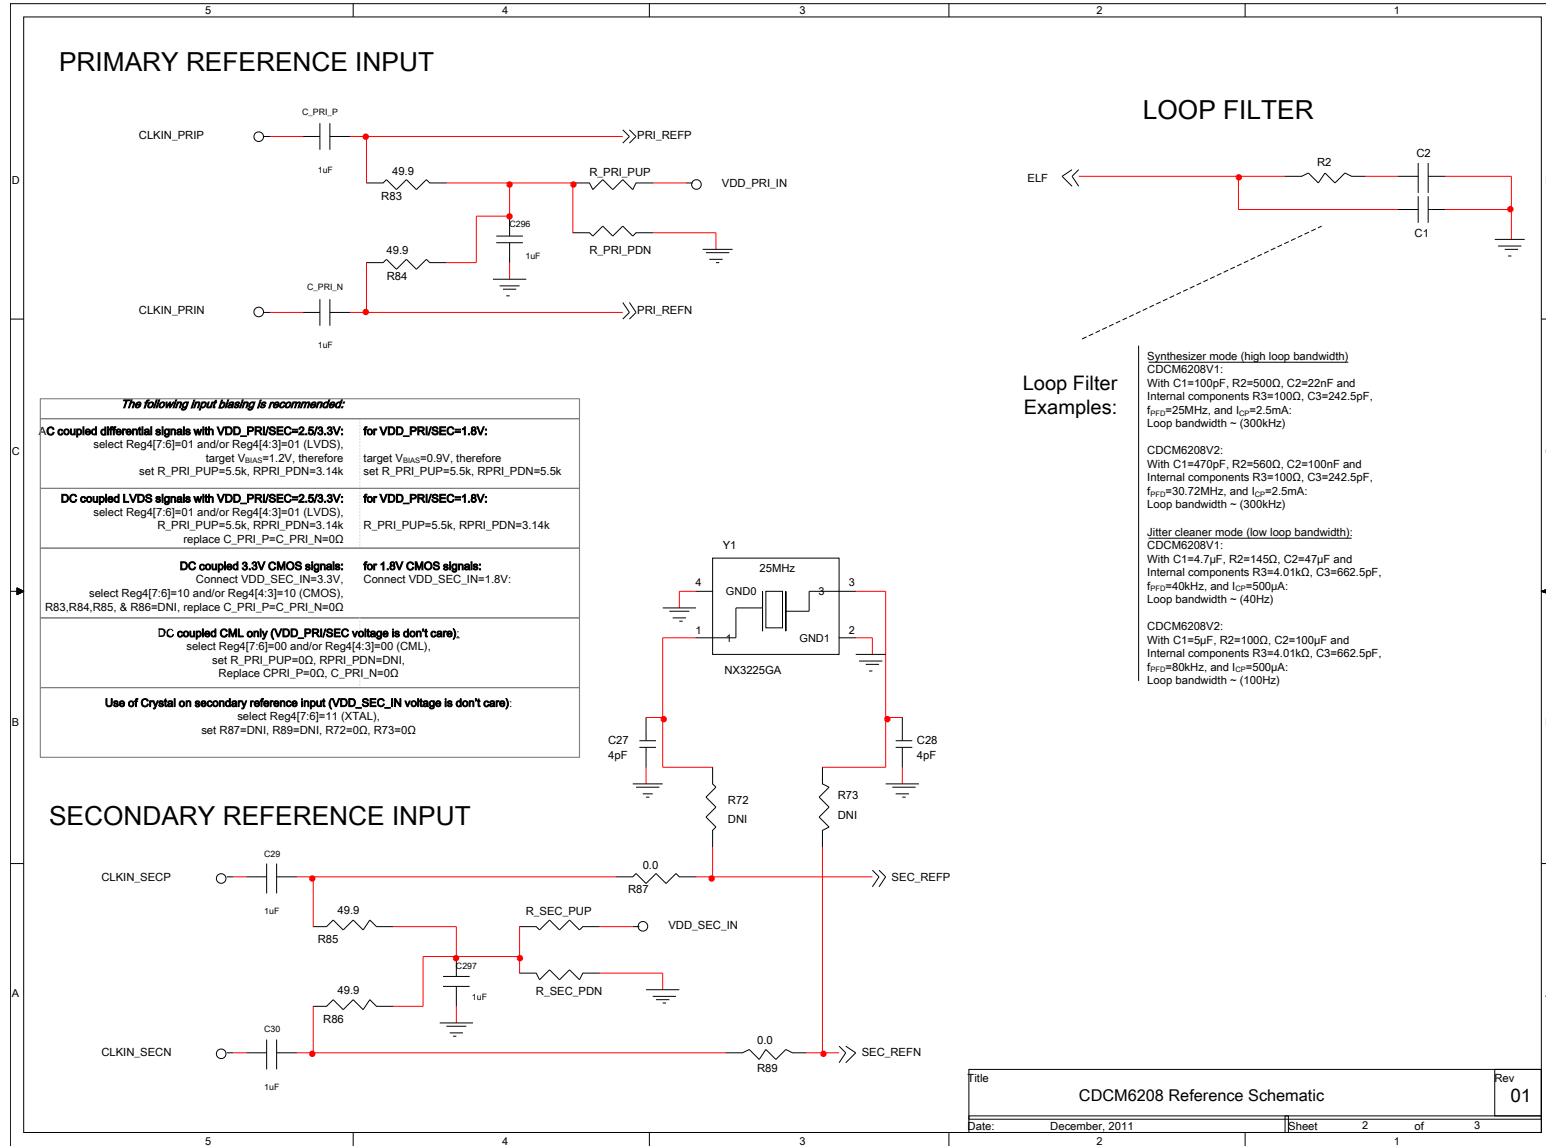 5 4 3 2 1
PRIMARY REFERENCE INPUT
C_PRI_P
CLKIN_PRIP
PRI_REFP
1uF
49.9
R83
R_PRI_PUP
VDD_PRI_IN
C296
1uF
R_PRI_PDN
49.9
R84
C_PRI_N
CLKIN_PRIN
PRI_REFN
1uF
LOOP FILTER
ELF
R2
C2
C1
D
C
B
A
Loop Filter
Examples:
Synthesizer mode (high loop bandwidth)
CDCM6208V1:
With C1=100pF, R2=500Ω, C2=22nF and
Internal components R3=100Ω, C3=242.5pF,
fPFD=25MHz, and ICP=2.5mA:
Loop bandwidth ~ (300kHz)
CDCM6208V2:
With C1=470pF, R2=560Ω, C2=100nF and
Internal components R3=100Ω, C3=242.5pF,
fPFD=30.72MHz, and ICP=2.5mA:
Loop bandwidth ~ (300kHz)
Jitter cleaner mode (low loop bandwidth):
CDCM6208V1:
With C1=4.7µF, R2=145Ω, C2=47µF and
Internal components R3=4.01kΩ, C3=662.5pF,
fPFD=40kHz, and ICP=500µA:
Loop bandwidth ~ (40Hz)
CDCM6208V2:
With C1=5µF, R2=100Ω, C2=100µF and
Internal components R3=4.01kΩ, C3=662.5pF,
fPFD=80kHz, and ICP=500µA:
Loop bandwidth ~ (100Hz)
The following input biasing is recommended:
AC coupled differential signals with VDD_PRI/SEC=2.5/3.3V: for VDD_PRI/SEC=1.8V:
select Reg4[7:6]=01 and/or Reg4[4:3]=01 (LVDS),
target VBIAS=1.2V, therefore target VBIAS=0.9V, therefore
set R_PRI_PUP=5.5k, RPRI_PDN=3.14k set R_PRI_PUP=5.5k, RPRI_PDN=5.5k
DC coupled LVDS signals with VDD_PRI/SEC=2.5/3.3V: for VDD_PRI/SEC=1.8V:
select Reg4[7:6]=01 and/or Reg4[4:3]=01 (LVDS),
R_PRI_PUP=5.5k, RPRI_PDN=3.14k R_PRI_PUP=5.5k, RPRI_PDN=3.14k
replace C_PRI_P=C_PRI_N=0Ω
DC coupled 3.3V CMOS signals: for 1.8V CMOS signals:
Connect VDD_SEC_IN=3.3V, Connect VDD_SEC_IN=1.8V:
select Reg4[7:6]=10 and/or Reg4[4:3]=10 (CMOS),
R83,R84,R85, & R86=DNI, replace C_PRI_P=C_PRI_N=0Ω
DC coupled CML only (VDD_PRI/SEC voltage is don't care):
select Reg4[7:6]=00 and/or Reg4[4:3]=00 (CML),
set R_PRI_PUP=0Ω, RPRI_PDN=DNI,
Replace CPRI_P=0Ω, C_PRI_N=0Ω
Use of Crystal on secondary reference input (VDD_SEC_IN voltage is don't care):
select Reg4[7:6]=11 (XTAL),
set R87=DNI, R89=DNI, R72=0Ω, R73=0Ω
Y1
25MHz
4 GND0 3 3
1 1 GND1 2
NX3225GA
C27
4pF
C28
4pF
R72
DNI
R73
DNI
SECONDARY REFERENCE INPUT
C29
CLKIN_SECP
1uF
0.0
R87
SEC_REFP
49.9
R85
R_SEC_PUP
VDD_SEC_IN
C297
1uF
R_SEC_PDN
49.9
R86
C30
CLKIN_SECN
1uF
0.0
R89
SEC_REFN
Title
CDCM6208 Reference Schematic
Rev
01
Date: December, 2011 Sheet 2 of 3
5 4 3 2 1